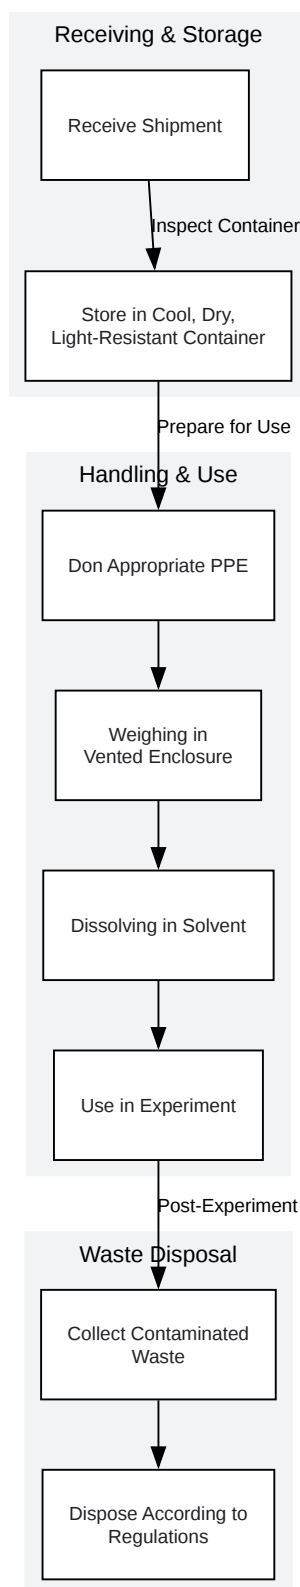 Receiving & Storage
Receive Shipment
Inspect Container
Store in Cool, Dry,
Light-Resistant Container
Prepare for Use
Handling & Use
Don Appropriate PPE
Weighing in
Vented Enclosure
Dissolving in Solvent
Use in Experiment
Post-Experiment
Waste Disposal
Collect Contaminated
Waste
Dispose According to
Regulations